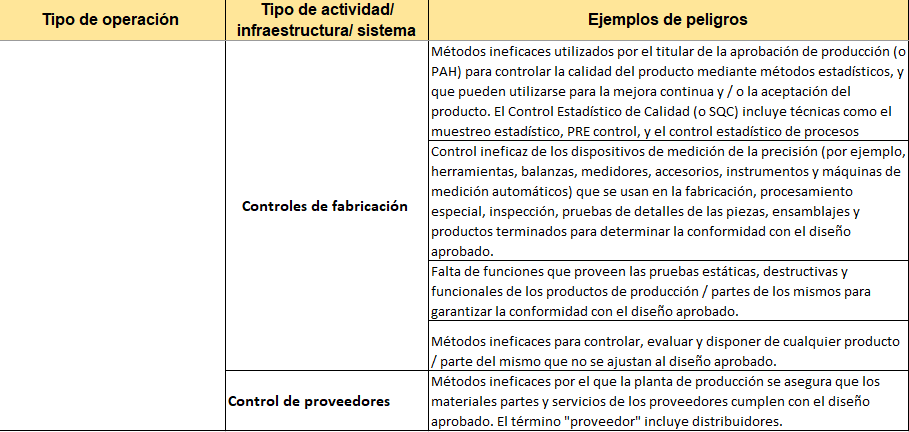 Tipo de operación
Tipo de actividad/
infraestructura/ sistema
Ejemplos de peligros
Métodos ineficaces utilizados por el titular de la aprobación de producción (o
PAH) para controlar la calidad del producto mediante métodos estadísticos, y
que pueden utilizarse para la mejora continua y / o la aceptación del
producto. El Control Estadístico de Calidad (o SQC) incluye técnicas como el
muestreo estadístico, PRE control, y el control estadístico de procesos
Controles de fabricación
Control ineficaz de los dispositivos de medición de la precisión (por ejemplo,
herramientas, balanzas, medidores, accesorios, instrumentos y máquinas de
medición automáticos) que se usan en la fabricación, procesamiento
especial, inspección, pruebas de detalles de las piezas, ensamblajes y
productos terminados para determinar la conformidad con el diseño
aprobado.
Falta de funciones que proveen las pruebas estáticas, destructivas y
funcionales de los productos de producción / partes de los mismos para
garantizar la conformidad con el diseño aprobado.
Métodos ineficaces para controlar, evaluar y disponer de cualquier producto
/ parte del mismo que no se ajustan al diseño aprobado.
Control de proveedores
Métodos ineficaces por el que la planta de producción se asegura que los
materiales partes y servicios de los proveedores cumplen con el diseño
aprobado. El término "proveedor" incluye distribuidores.